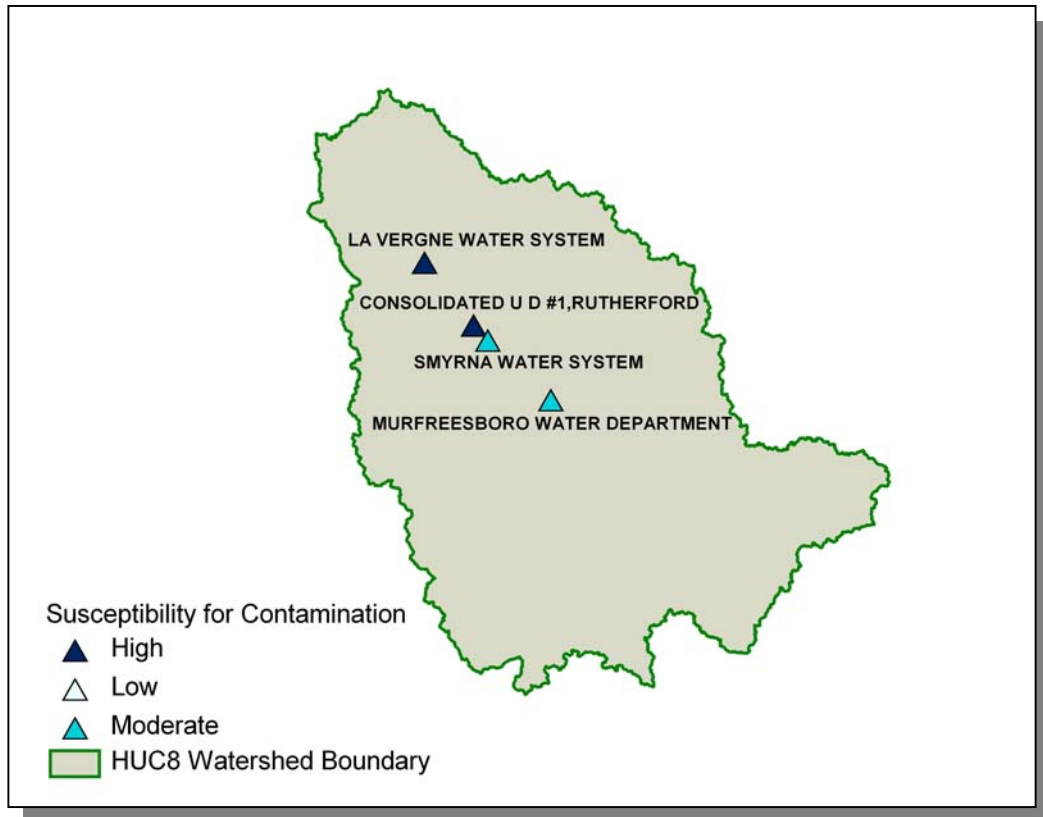 LA VERGNE WATER SYSTEM
CONSOLIDATED U D #1,RUTHERFORD
SMYRNA WATER SYSTEM
MURFREESBORO WATER DEPARTMENT
Susceptibility for Contamination
High
Low
Moderate
HUC8 Watershed Boundary